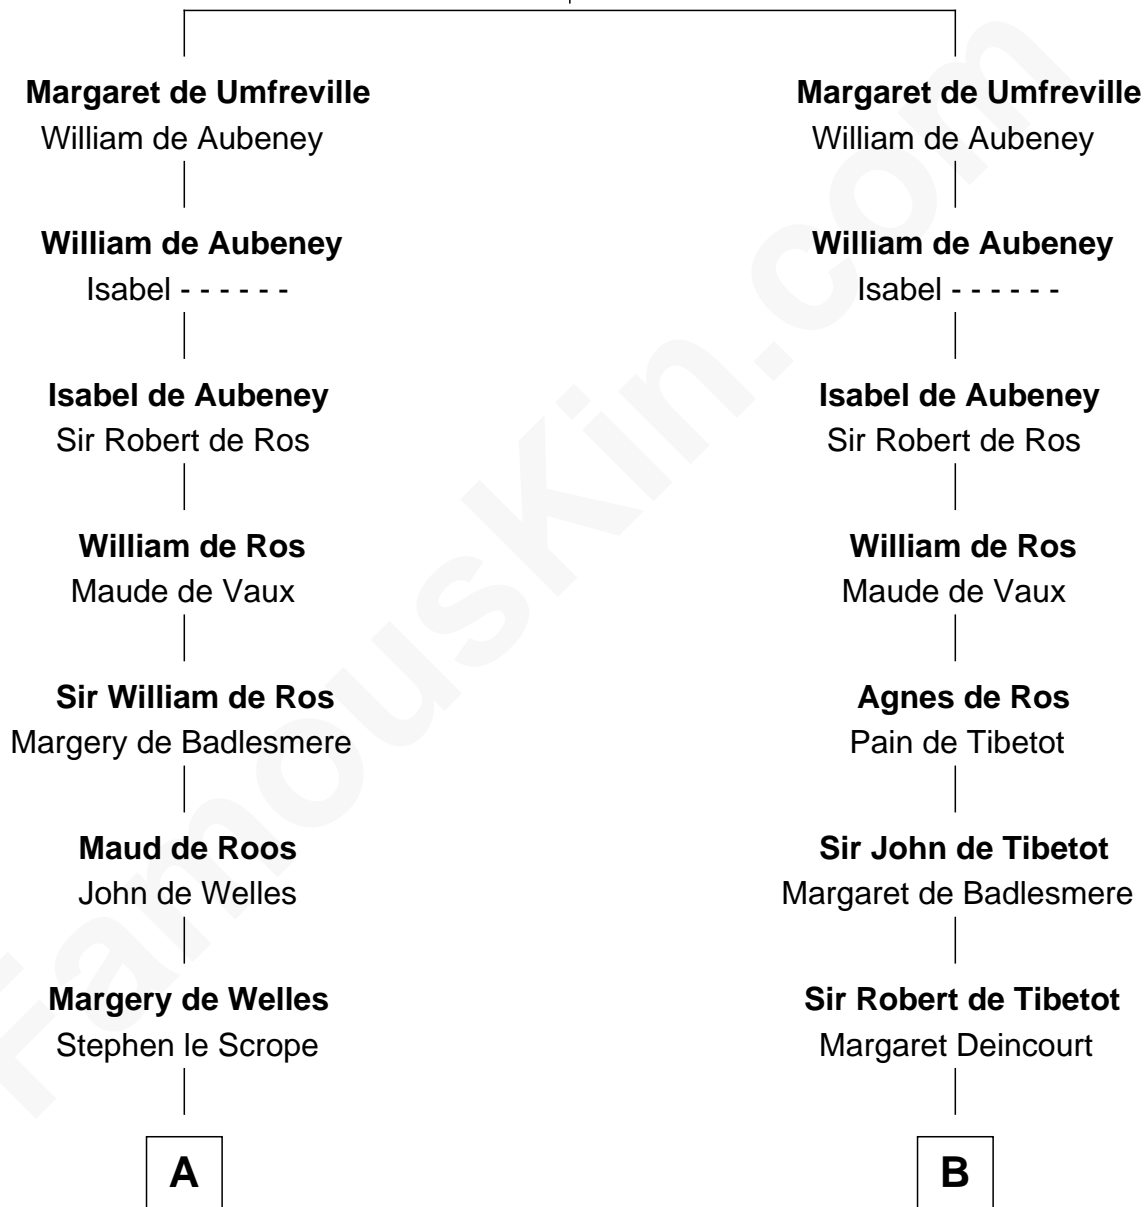 Margaret de Umfreville
William de Aubeney
William de Aubeney
Isabel - - - - - -
Isabel de Aubeney
Sir Robert de Ros
William de Ros
Maude de Vaux
Sir William de Ros
Margery de Badlesmere
Maud de Roos
John de Welles
Margery de Welles
Stephen le Scrope
A
Margaret de Umfreville
William de Aubeney
William de Aubeney
Isabel - - - - - -
Isabel de Aubeney
Sir Robert de Ros
William de Ros
Maude de Vaux
Agnes de Ros
Pain de Tibetot
Sir John de Tibetot
Margaret de Badlesmere
Sir Robert de Tibetot
Margaret Deincourt
B
FamousKin.com